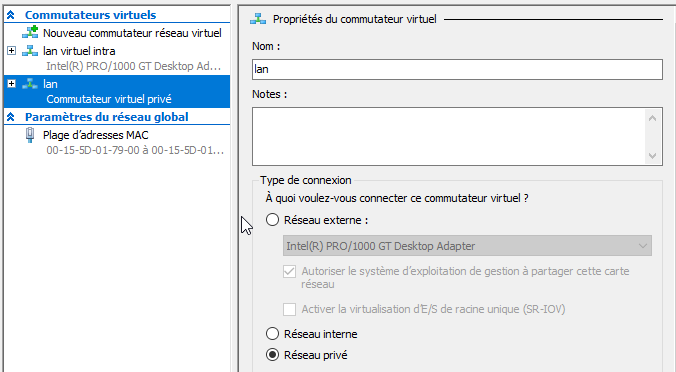 Commutateurs virtuels
Nouveau commutateur réseau virtuel
lan virtuel intra
Intel(R) PRO/1000 GT Desktop Ad...
lan
Commutateur virtuel privé
Paramètres du réseau global
Plage d'adresses MAC
00-15-5D-01-79-00 à 00-15-5D-01...
Propriétés du commutateur virtuel
Nom :
lan
Notes :
Type de connexion
À quoi voulez-vous connecter ce commutateur virtuel ?
Réseau externe :
Intel(R) PRO/1000 GT Desktop Adapter
Autoriser le système d'exploitation de gestion à partager cette carte
réseau
Activer la virtualisation d'E/S de racine unique (SR-IOV)
Réseau interne
Réseau privé